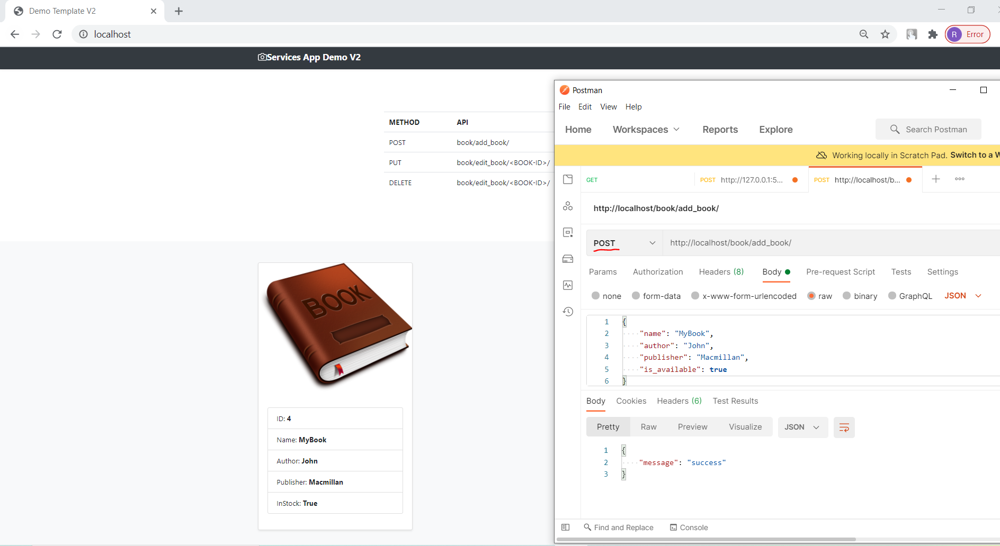 Demo Template V2
localhost
R Error
Services App Demo V2
METHOD API
POST book/add_book/
PUT book/edit_book/<BOOK-ID>/
DELETE book/edit_book/<BOOK-ID>/
BOOK
ID: 4
Name: MyBook
Author: John
Publisher: Macmillan
InStock: True
Postman
File Edit View Help
Home Workspaces Reports Explore Search Postman
Working locally in Scratch Pad. Switch to a W
GET POST http://127.0.0.1:5... POST http://localhost/b...
http://localhost/book/add_book/
POST http://localhost/book/add_book/
Params Authorization Headers (8) Body Pre-request Script Tests Settings
none form-data x-www-form-urlencoded raw binary GraphQL JSON
1 {
2 "name": "MyBook",
3 "author": "John",
4 "publisher": "Macmillan",
5 "is_available": true
6 }
Body Cookies Headers (6) Test Results
Pretty Raw Preview Visualize JSON
1 {
2 "message": "success"
3 }
Find and Replace Console